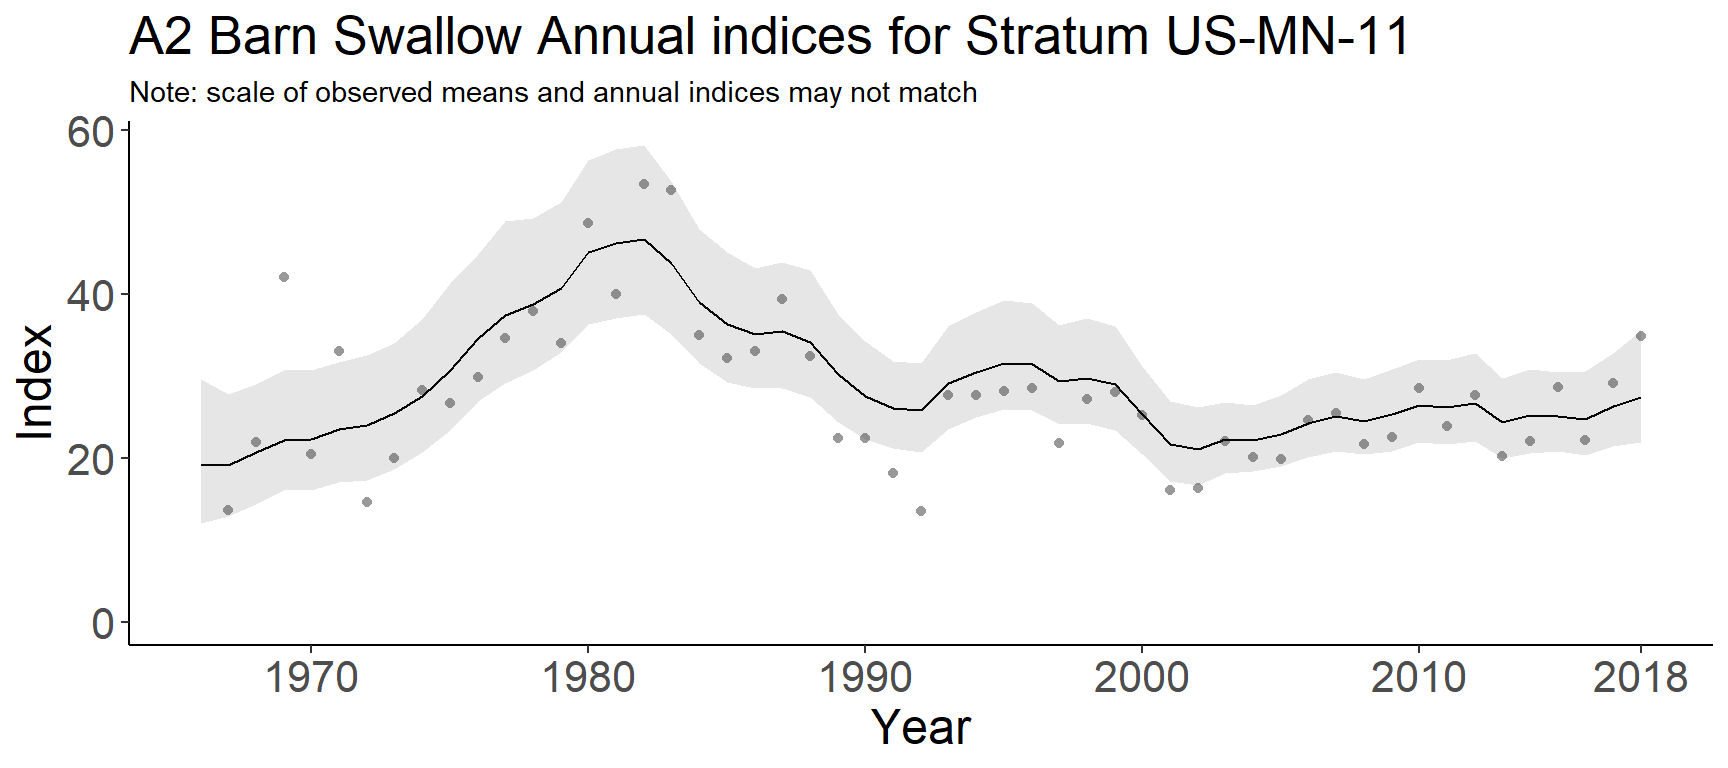 A2 Barn Swallow Annual indices for Stratum US-MN-11
Note: scale of observed means and annual indices may not match
60
40
20
0
Index
1970 1980 1990 2000 2010 2018
Year